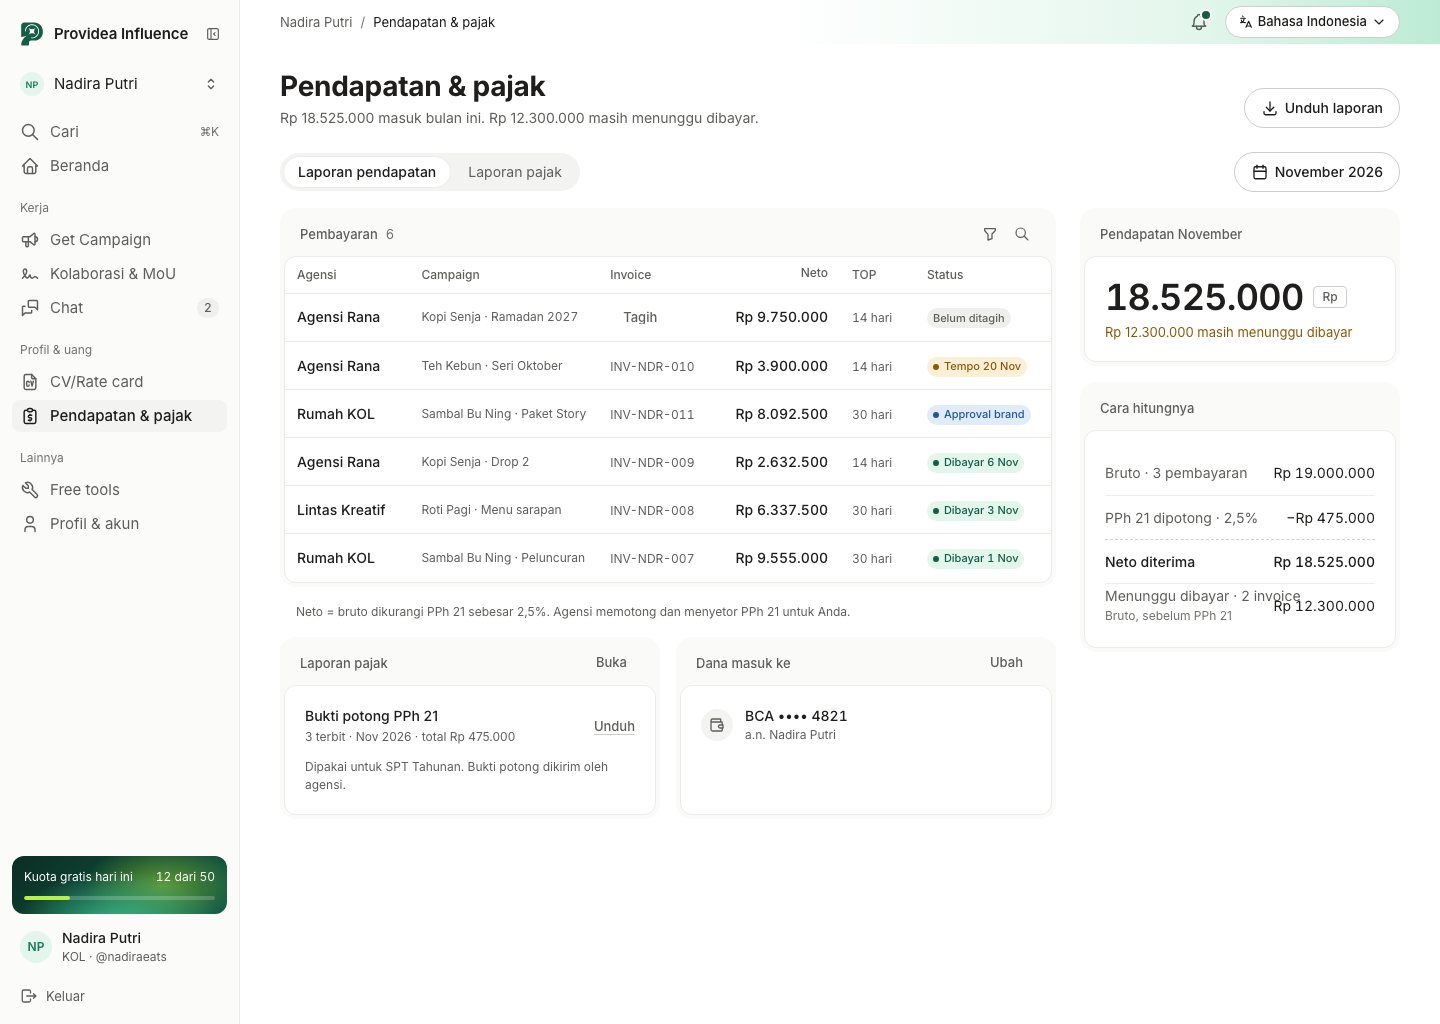 Providea Influence
NP Nadira Putri
Cari ⌘K
Beranda
Kerja
Get Campaign
Kolaborasi & MoU
Chat 2
Profil & uang
CV/Rate card
Pendapatan & pajak
Lainnya
Free tools
Profil & akun
Kuota gratis hari ini 12 dari 50
NP Nadira Putri
KOL · @nadiraeats
Keluar
Nadira Putri / Pendapatan & pajak
Bahasa Indonesia
Pendapatan & pajak
Rp 18.525.000 masuk bulan ini. Rp 12.300.000 masih menunggu dibayar.
Unduh laporan
Laporan pendapatan Laporan pajak
November 2026
Pembayaran 6
Agensi Campaign Invoice Neto TOP Status
Agensi Rana Kopi Senja · Ramadan 2027 Tagih Rp 9.750.000 14 hari Belum ditagih
Agensi Rana Teh Kebun · Seri Oktober INV-NDR-010 Rp 3.900.000 14 hari Tempo 20 Nov
Rumah KOL Sambal Bu Ning · Paket Story INV-NDR-011 Rp 8.092.500 30 hari Approval brand
Agensi Rana Kopi Senja · Drop 2 INV-NDR-009 Rp 2.632.500 14 hari Dibayar 6 Nov
Lintas Kreatif Roti Pagi · Menu sarapan INV-NDR-008 Rp 6.337.500 30 hari Dibayar 3 Nov
Rumah KOL Sambal Bu Ning · Peluncuran INV-NDR-007 Rp 9.555.000 30 hari Dibayar 1 Nov
Neto = bruto dikurangi PPh 21 sebesar 2,5%. Agensi memotong dan menyetor PPh 21 untuk Anda.
Laporan pajak Buka
Bukti potong PPh 21
3 terbit · Nov 2026 · total Rp 475.000
Unduh
Dipakai untuk SPT Tahunan. Bukti potong dikirim oleh
agensi.
Dana masuk ke Ubah
BCA •••• 4821
a.n. Nadira Putri
Pendapatan November
18.525.000 Rp
Rp 12.300.000 masih menunggu dibayar
Cara hitungnya
Bruto · 3 pembayaran Rp 19.000.000
PPh 21 dipotong · 2,5% −Rp 475.000
Neto diterima Rp 18.525.000
Menunggu dibayar · 2 invoice Rp 12.300.000
Bruto, sebelum PPh 21